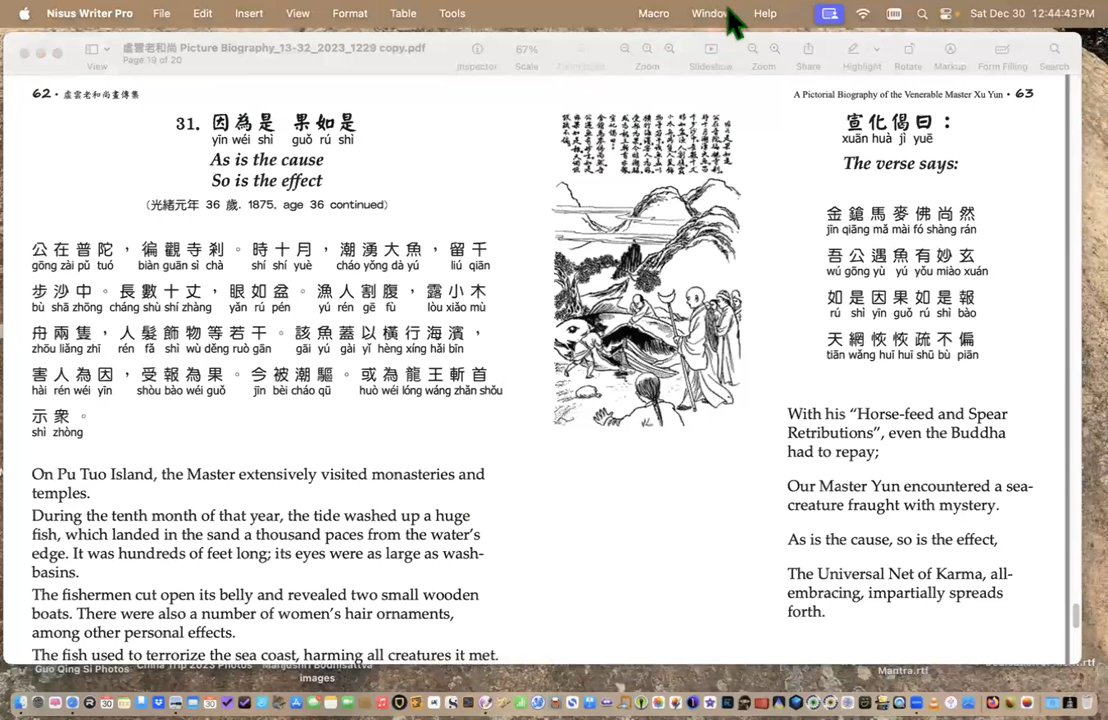 Nisus Writer Pro File Edit Insert View Format Table Tools Macro Window Help Sat Dec 30 12:44:43 PM
虛雲老和尚 Picture Biography_13-32_2023_1229 copy.pdf
Page 19 of 20
67%
View Inspector Scale Zoom Slideshow Zoom Share Highlight Rotate Markup Form Filling Search
62 • 虛雲老和尚畫傳集
31. 因為是 果如是
yīn wéi shì guǒ rú shì
As is the cause
So is the effect
(光緒元年 36 歲. 1875, age 36 continued)
公在普陀，徧觀寺剎。時十月，潮湧大魚，留千
gōng zài pǔ tuó biàn guān sì chà shí shí yuè cháo yǒng dà yú liú qiān
步沙中。長數十丈，眼如盆。漁人割腹，露小木
bù shā zhōng cháng shù shí zhàng yǎn rú pén yú rén gē fù lòu xiǎo mù
舟兩隻，人髮飾物等若干。該魚蓋以橫行海濱，
zhōu liǎng zhī rén fǎ shì wù děng ruò gān gāi yú gài yǐ héng xíng hǎi bīn
害人為因，受報為果。今被潮驅。或為龍王斬首
hài rén wéi yīn shòu bào wéi guǒ jīn bèi cháo qū huò wéi lóng wáng zhǎn shǒu
示衆。
shì zhòng
On Pu Tuo Island, the Master extensively visited monasteries and
temples.
During the tenth month of that year, the tide washed up a huge
fish, which landed in the sand a thousand paces from the water's
edge. It was hundreds of feet long; its eyes were as large as wash-
basins.
The fishermen cut open its belly and revealed two small wooden
boats. There were also a number of women's hair ornaments,
among other personal effects.
The fish used to terrorize the sea coast, harming all creatures it met.
A Pictorial Biography of the Venerable Master Xu Yun • 63
宣化偈曰：
xuān huà jì yuē
The verse says:
金鎗馬麥佛尚然
jīn qiāng mǎ mài fó shàng rán
吾公遇魚有妙玄
wú gōng yù yú yǒu miào xuán
如是因果如是報
rú shì yīn guǒ rú shì bào
天網恢恢疏不偏
tiān wǎng huī huī shū bù piān
With his “Horse-feed and Spear
Retributions”, even the Buddha
had to repay;
Our Master Yun encountered a sea-
creature fraught with mystery.
As is the cause, so is the effect,
The Universal Net of Karma, all-
embracing, impartially spreads
forth.
Guo Qing Si Photos China Trip 2023 Photos Manjushri Bodhisattva
images
Mantra.rtf